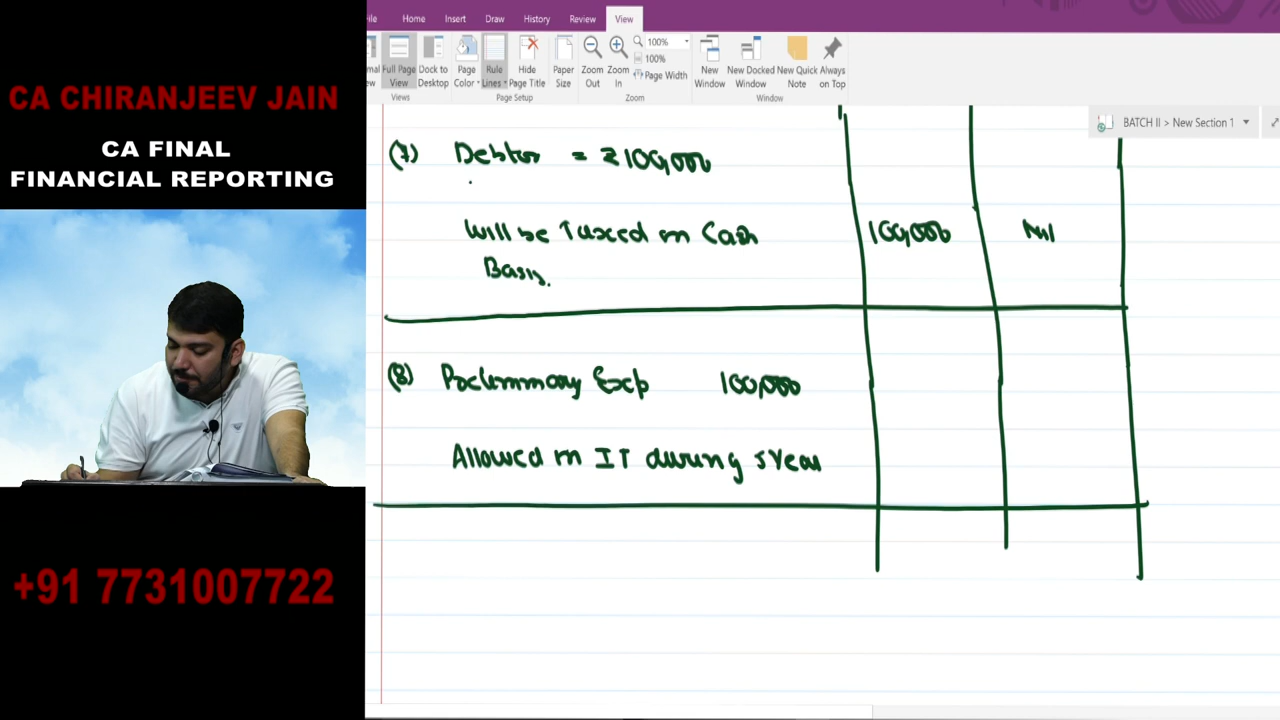 CA CHIRANJEEV JAIN
CA FINAL
FINANCIAL REPORTING
+91 7731007722
File Home Insert Draw History Review View
Normal View
Full Page View
Dock to Desktop
Views
Page Color
Rule Lines
Hide Page Title
Paper Size
Page Setup
Zoom Out
Zoom In
100%
100%
Page Width
Zoom
New Window
New Docked Window
New Quick Note
Always on Top
Window
BATCH II > New Section 1
(7) Debtor = ₹100,000
Will be Taxed on Cash 100,000 Nil
Basis.
(8) Preliminary Exp 100,000
Allowed in IT during 5 Year